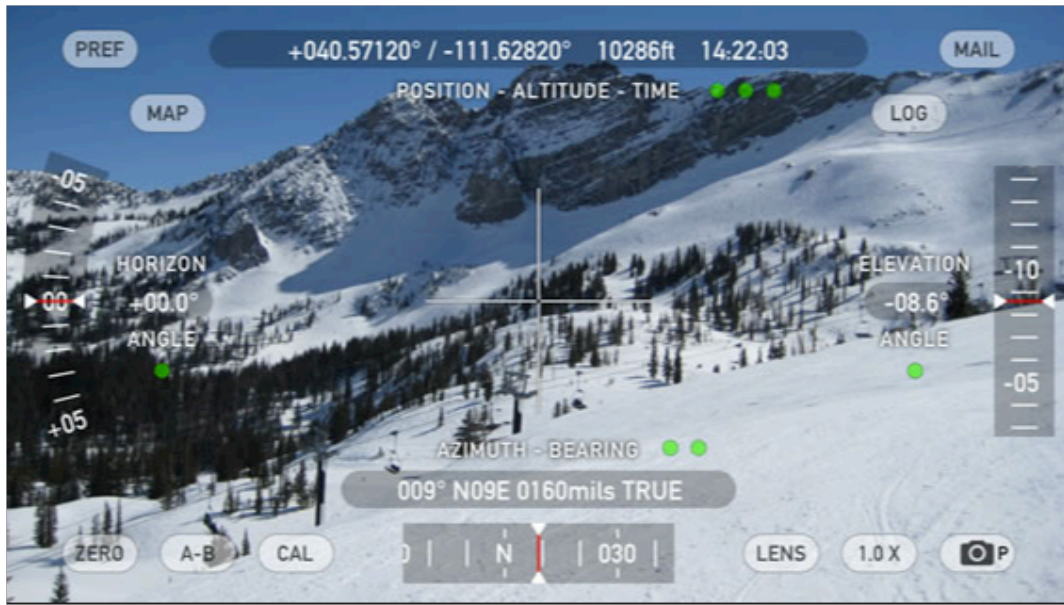 PREF
+040.57120° / -111.62820° 10286ft 14:22:03
MAIL
POSITION - ALTITUDE - TIME
MAP
LOG
-05
HORIZON
ELEVATION
-10
00
+00.0°
-08.6°
ANGLE
ANGLE
-05
+05
AZIMUTH - BEARING
009° N09E 0160mils TRUE
ZERO
A-B
CAL
N
030
LENS
1.0 X
P